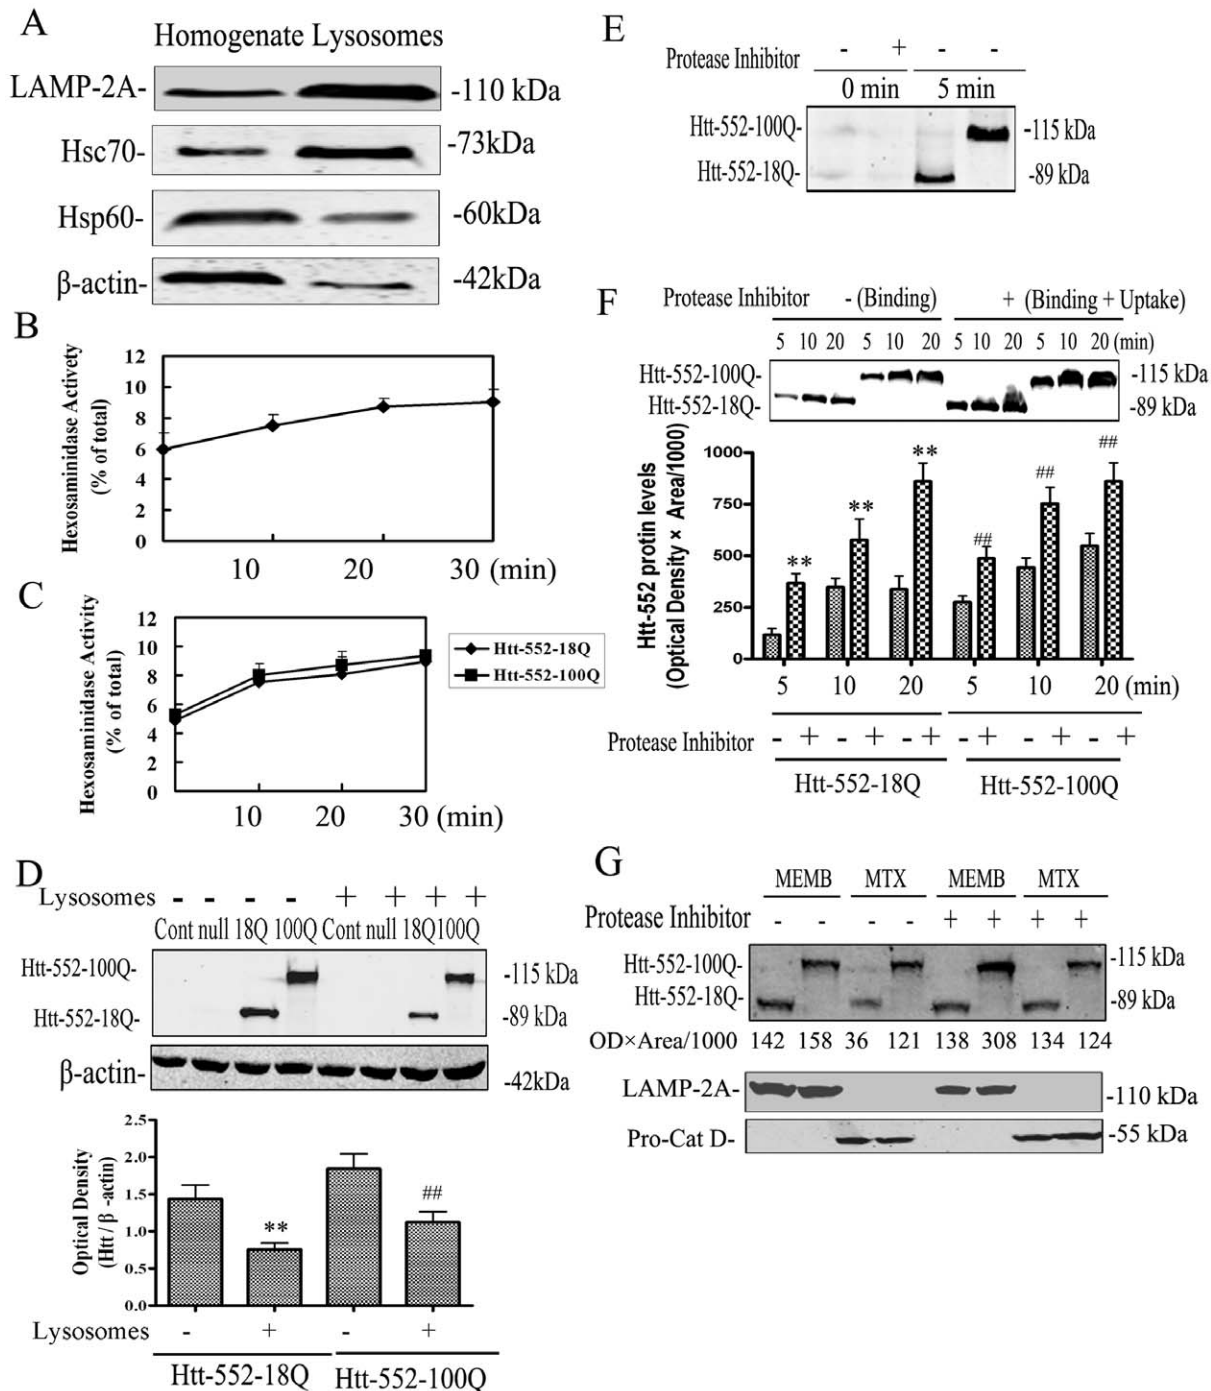 A
Homogenate Lysosomes
LAMP-2A- -110 kDa
Hsc70- -73kDa
Hsp60- -60kDa
β-actin- -42kDa
B
Hexosaminidase Activety
(% of total)
12
10
8
6
4
2
0
10 20 30 (min)
C
Hexosaminidase Activity
(% of total)
12
10
8
6
4
2
0
10 20 30 (min)
Htt-552-18Q
Htt-552-100Q
D
Lysosomes - - - - + + + +
Cont null 18Q 100Q Cont null 18Q100Q
Htt-552-100Q- -115 kDa
Htt-552-18Q- -89 kDa
β-actin- -42kDa
Optical Density
(Htt / β -actin)
2.5
2.0
1.5
1.0
0.5
0.0
** ##
Lysosomes - + - +
Htt-552-18Q Htt-552-100Q
E
Protease Inhibitor - + - -
0 min 5 min
Htt-552-100Q- -115 kDa
Htt-552-18Q- -89 kDa
F
Protease Inhibitor - (Binding) + (Binding + Uptake)
5 10 20 5 10 20 5 10 20 5 10 20 (min)
Htt-552-100Q- -115 kDa
Htt-552-18Q- -89 kDa
Htt-552 protin levels
(Optical Density × Area/1000)
1000
750
500
250
0
** ** ** ## ## ##
5 10 20 5 10 20 (min)
Protease Inhibitor - + - + - + - + - + - +
Htt-552-18Q Htt-552-100Q
G
MEMB MTX MEMB MTX
Protease Inhibitor - - - - + + + +
Htt-552-100Q- -115 kDa
Htt-552-18Q- -89 kDa
OD×Area/1000 142 158 36 121 138 308 134 124
LAMP-2A- -110 kDa
Pro-Cat D- -55 kDa